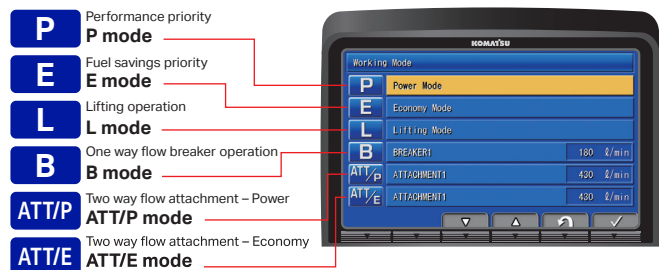 P
Performance priority
P mode
E
Fuel savings priority
E mode
L
Lifting operation
L mode
B
One way flow breaker operation
B mode
ATT/P
Two way flow attachment – Power
ATT/P mode
ATT/E
Two way flow attachment – Economy
ATT/E mode
KOMATSU
Working Mode
P Power Mode
E Economy Mode
L Lifting Mode
B BREAKER1 180 ℓ/min
ATT/P ATTACHMENT1 430 ℓ/min
ATT/E ATTACHMENT1 430 ℓ/min